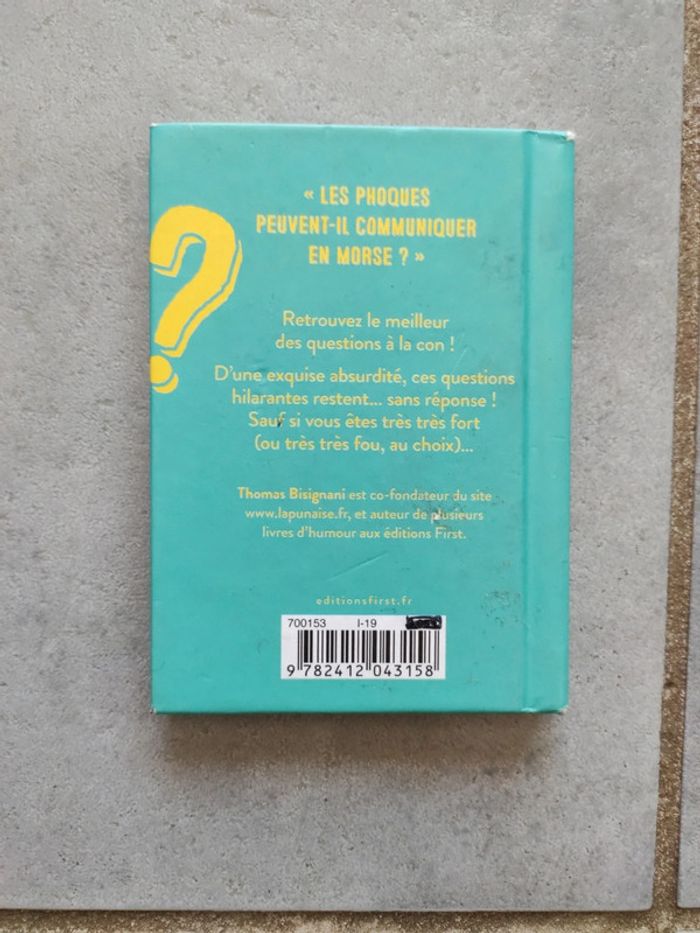 « LES PHOQUES
PEUVENT-IL COMMUNIQUER
EN MORSE ? »
?
Retrouvez le meilleur
des questions à la con !
D'une exquise absurdité, ces questions
hilarantes restent... sans réponse !
Sauf si vous êtes très très fort
(ou très très fou, au choix)...
Thomas Bisignani est co-fondateur du site
www.lapunaise.fr, et auteur de plusieurs
livres d'humour aux éditions First.
editionsfirst.fr
700153 I-19
9 782412 043158